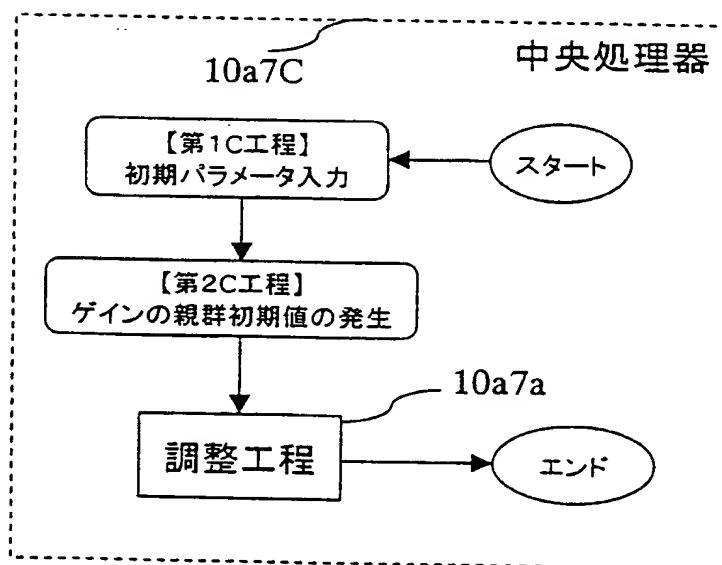 10a7C
中央処理器
【第1C工程】
初期パラメータ入力
スタート
【第2C工程】
ゲインの親群初期値の発生
10a7a
調整工程
エンド